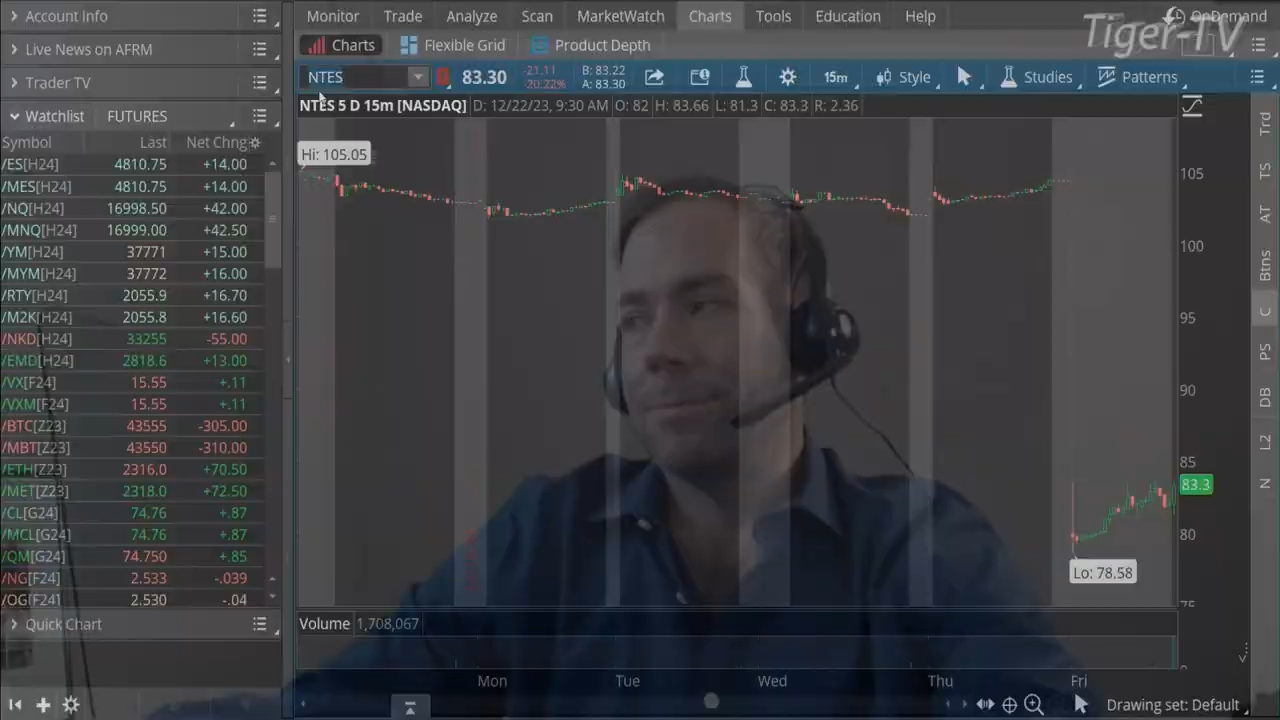 Account Info
Live News on AFRM
Trader TV
Watchlist FUTURES
Symbol Last Net Chng
/ES[H24] 4810.75 +14.00
/MES[H24] 4810.75 +14.00
/NQ[H24] 16998.50 +42.00
/MNQ[H24] 16999.00 +42.50
/YM[H24] 37771 +15.00
/MYM[H24] 37772 +16.00
/RTY[H24] 2055.9 +16.70
/M2K[H24] 2055.8 +16.60
/NKD[H24] 33255 -55.00
/EMD[H24] 2818.6 +13.00
/VX[F24] 15.55 +.11
/VXM[F24] 15.55 +.11
/BTC[Z23] 43555 -305.00
/MBT[Z23] 43550 -310.00
/ETH[Z23] 2316.0 +70.50
/MET[Z23] 2318.0 +72.50
/CL[G24] 74.76 +.87
/MCL[G24] 74.76 +.87
/QM[G24] 74.750 +.85
/NG[F24] 2.533 -.039
/OG[F24] 2.530 -.04
Quick Chart
Monitor Trade Analyze Scan MarketWatch Charts Tools Education Help
OnDemand
Tiger-TV
Charts Flexible Grid Product Depth
NTES 83.30 -21.11 -20.22% B: 83.22 A: 83.30 15m Style Studies Patterns
NTES 5 D 15m [NASDAQ] D: 12/22/23, 9:30 AM O: 82 H: 83.66 L: 81.3 C: 83.3 R: 2.36
Hi: 105.05
105
100
95
90
85
83.3
80
75
Lo: 78.58
Volume 1,708,067
0
Mon Tue Wed Thu Fri
Drawing set: Default
Trd
TS
AT
Btns
C
PS
DB
L2
N